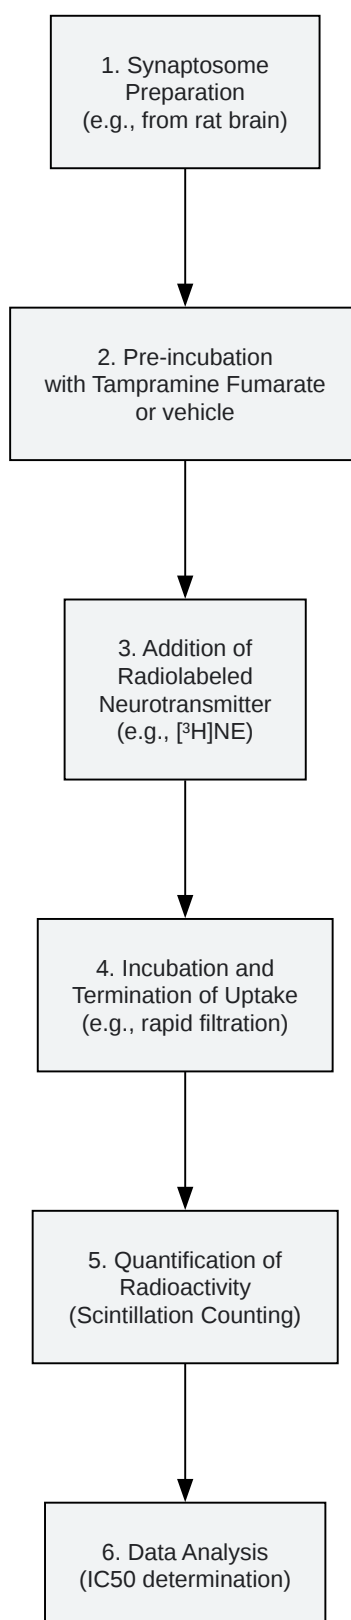 1. Synaptosome
Preparation
(e.g., from rat brain)
2. Pre-incubation
with Tampramine Fumarate
or vehicle
3. Addition of
Radiolabeled
Neurotransmitter
(e.g., [³H]NE)
4. Incubation and
Termination of Uptake
(e.g., rapid filtration)
5. Quantification of
Radioactivity
(Scintillation Counting)
6. Data Analysis
(IC50 determination)